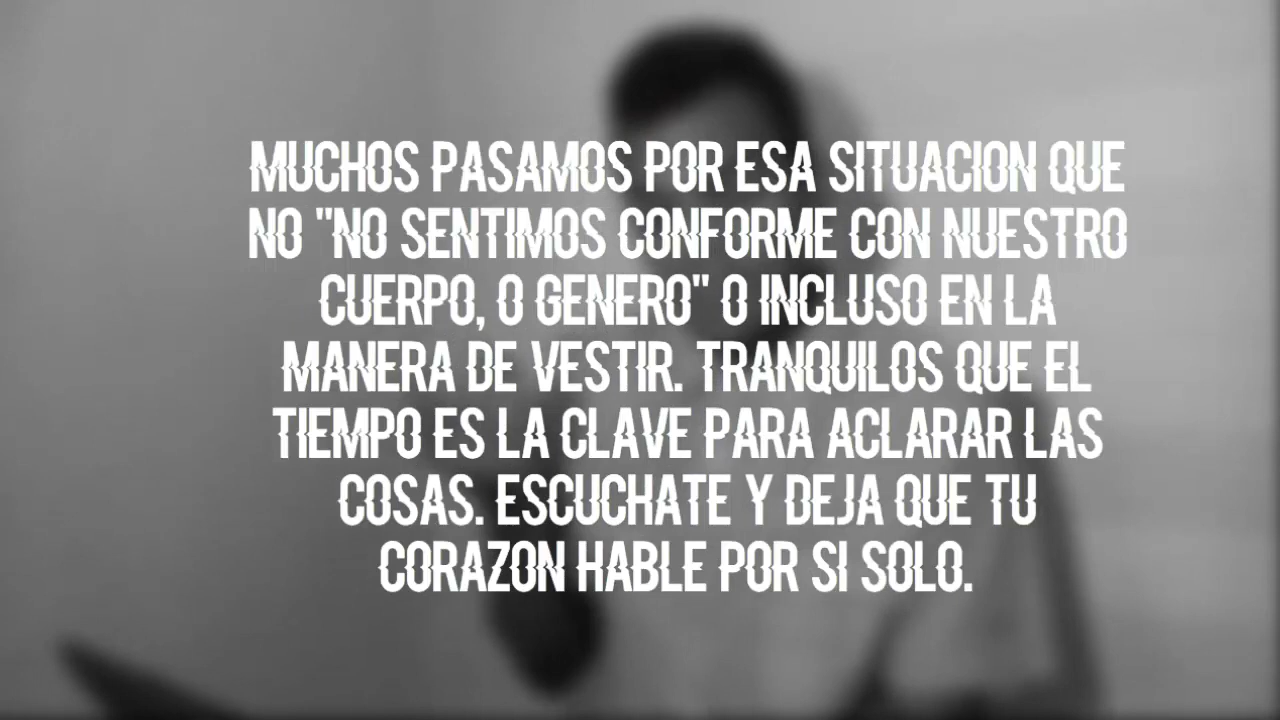 MUCHOS PASAMOS POR ESA SITUACION QUE
NO "NO SENTIMOS CONFORME CON NUESTRO
CUERPO, O GENERO" O INCLUSO EN LA
MANERA DE VESTIR. TRANQUILOS QUE EL
TIEMPO ES LA CLAVE PARA ACLARAR LAS
COSAS. ESCUCHATE Y DEJA QUE TU
CORAZON HABLE POR SI SOLO.